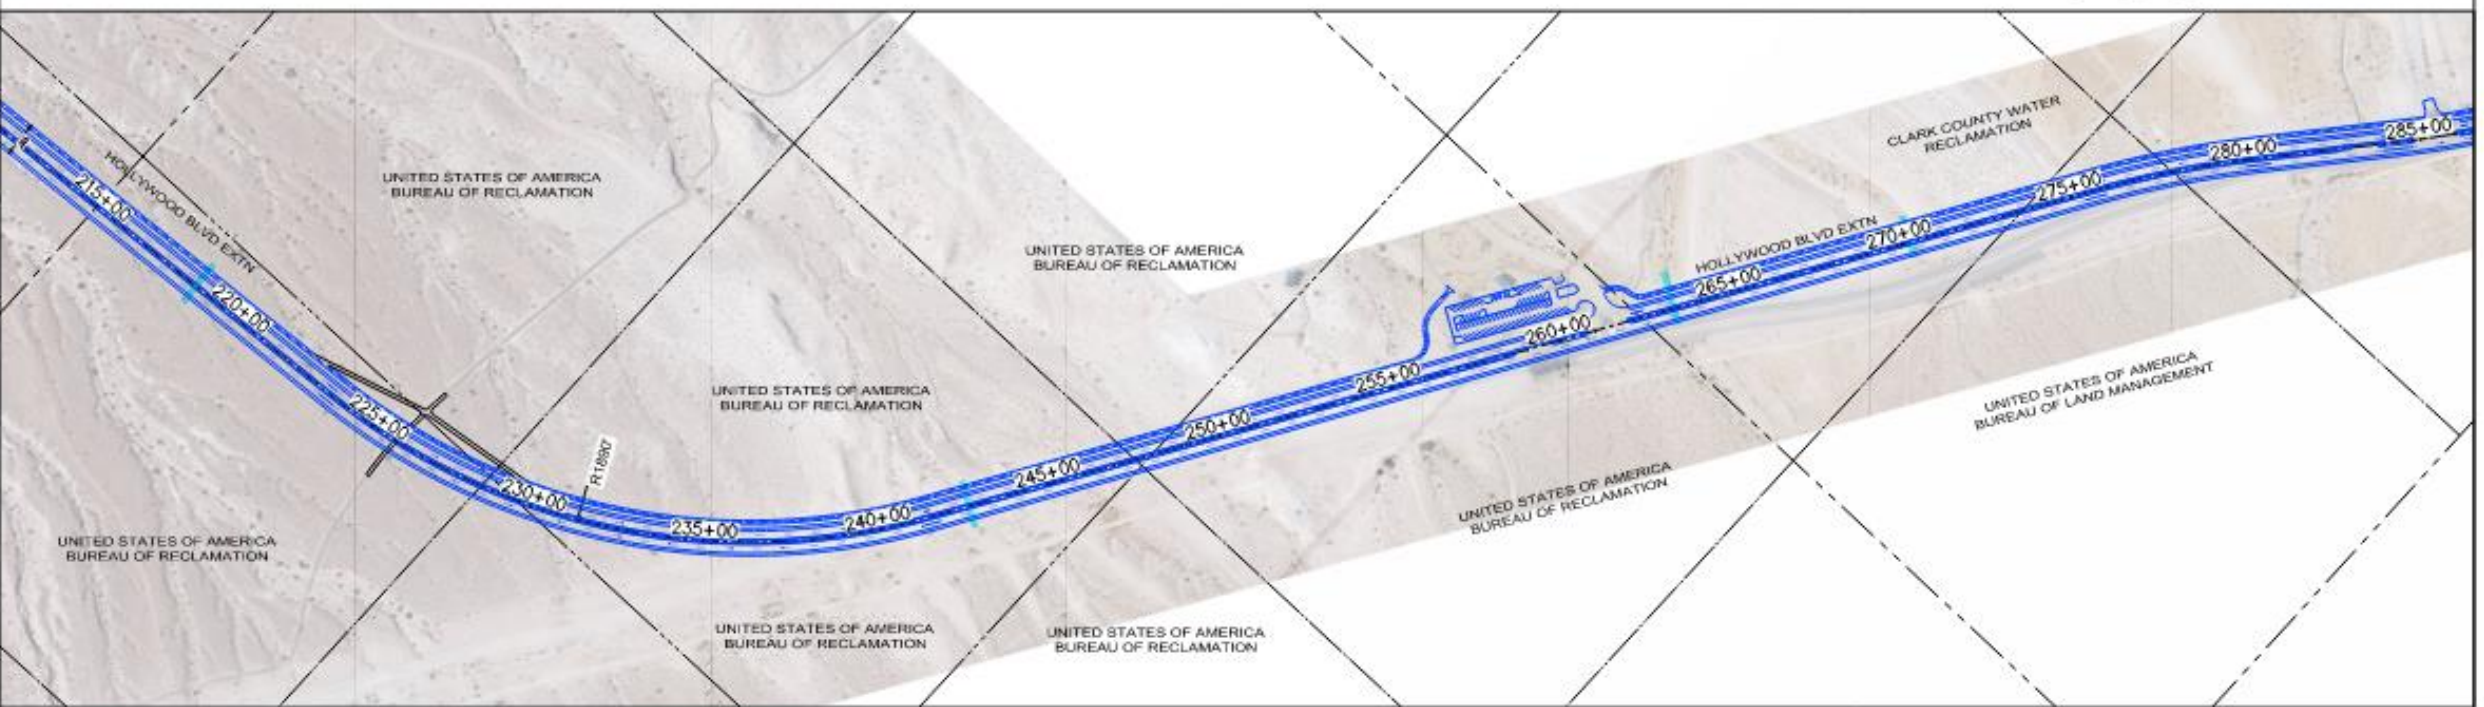 CLARK COUNTY WATER
RECLAMATION
285+00
280+00
275+00
HOLLYWOOD BLVD EXTN
270+00
265+00
260+00
255+00
250+00
245+00
240+00
235+00
230+00
225+00
220+00
215+00
HOLLYWOOD BLVD EXTN
UNITED STATES OF AMERICA
BUREAU OF RECLAMATION
UNITED STATES OF AMERICA
BUREAU OF RECLAMATION
UNITED STATES OF AMERICA
BUREAU OF RECLAMATION
UNITED STATES OF AMERICA
BUREAU OF LAND MANAGEMENT
UNITED STATES OF AMERICA
BUREAU OF RECLAMATION
UNITED STATES OF AMERICA
BUREAU OF RECLAMATION
UNITED STATES OF AMERICA
BUREAU OF RECLAMATION
UNITED STATES OF AMERICA
BUREAU OF RECLAMATION